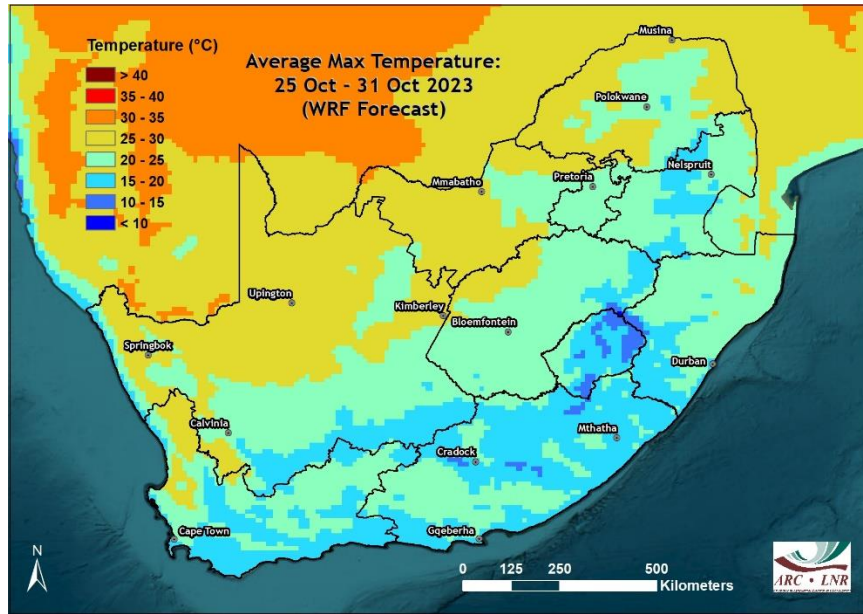 Temperature (°C)
> 40
35 - 40
30 - 35
25 - 30
20 - 25
15 - 20
10 - 15
< 10
Average Max Temperature:
25 Oct - 31 Oct 2023
(WRF Forecast)
Musina
Polokwane
Nelspruit
Pretoria
Mmabatho
Upington
Kimberley
Bloemfontein
Springbok
Durban
Calvinia
Mthatha
Cradock
Cape Town
Gqeberha
N
0 125 250 500
Kilometers
ARC • LNR